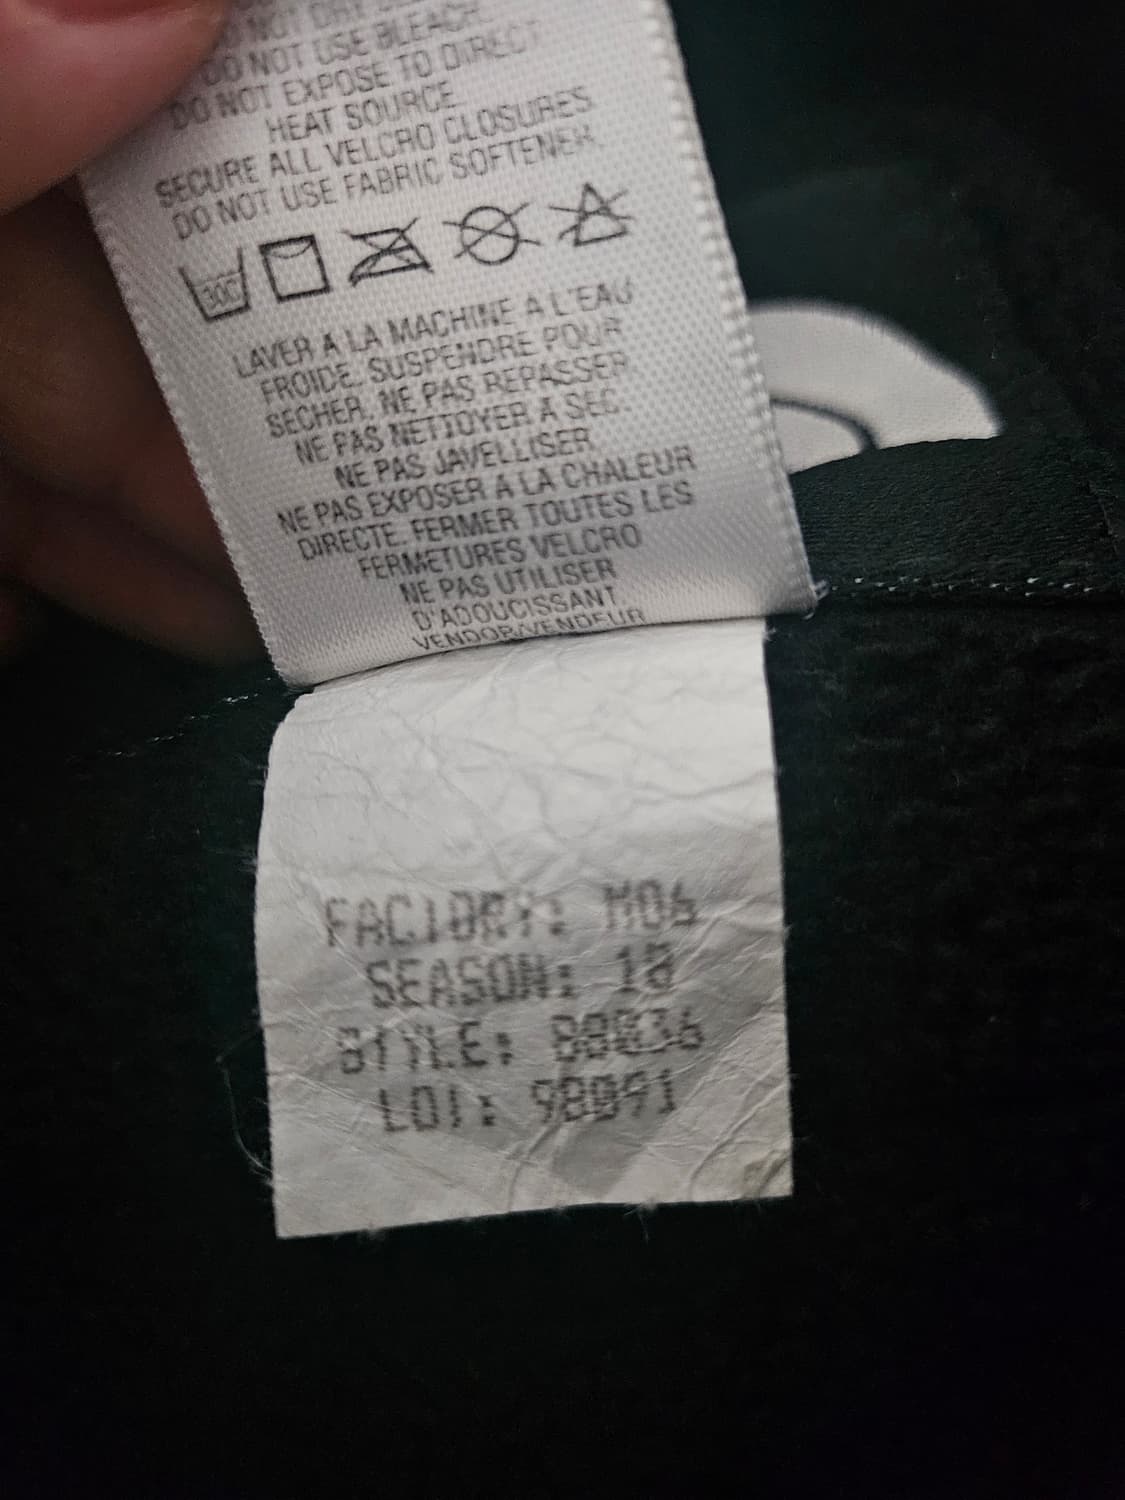 DO NOT USE BLEACH
DO NOT EXPOSE TO DIRECT
HEAT SOURCE
SECURE ALL VELCRO CLOSURES
DO NOT USE FABRIC SOFTENER
30C
LAVER A LA MACHINE A L'EAU
FROIDE. SUSPENDRE POUR
SECHER. NE PAS REPASSER
NE PAS NETTOYER A SEC.
NE PAS JAVELLISER
NE PAS EXPOSER A LA CHALEUR
DIRECTE. FERMER TOUTES LES
FERMETURES VELCRO
NE PAS UTILISER
D'ADOUCISSANT
VENDOR/VENDEUR
FACTORY: M06
SEASON:
STYLE: 88036
LOT: 98091